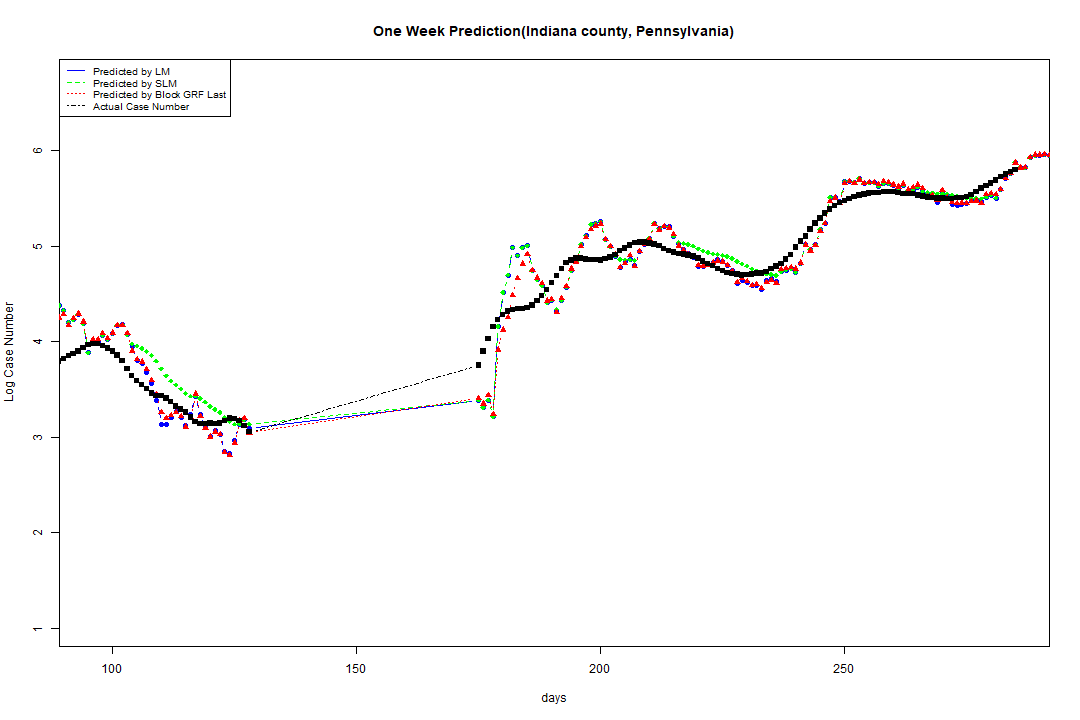 One Week Prediction(Indiana county, Pennsylvania)
Predicted by LM
Predicted by SLM
Predicted by Block GRF Last
Actual Case Number
Log Case Number
6
5
4
3
2
1
100 150 200 250
days